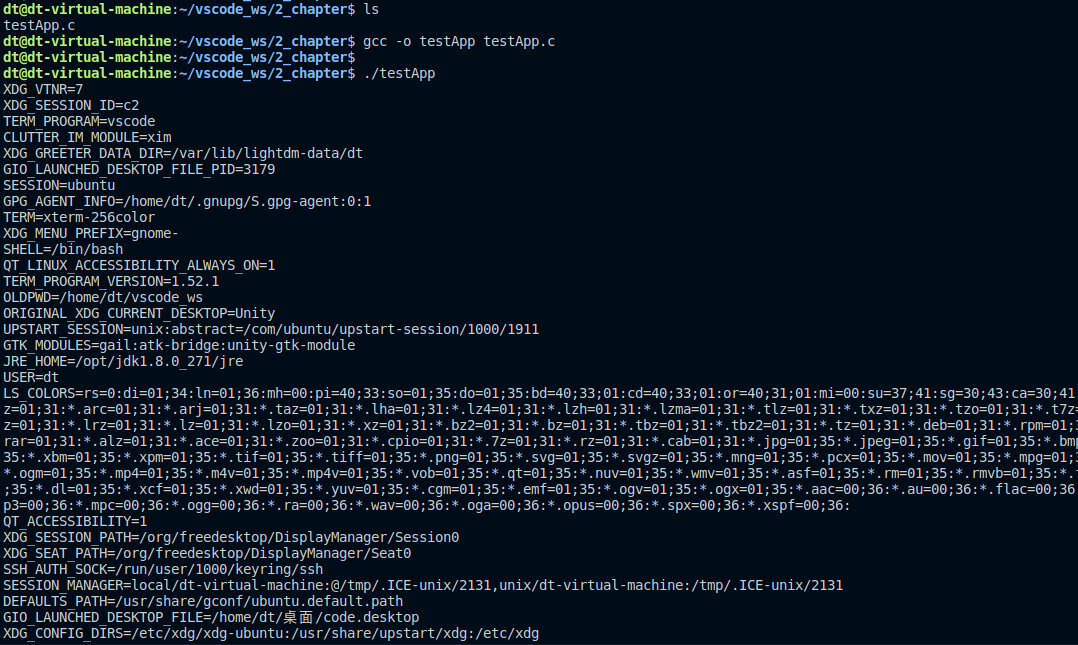 dt@dt-virtual-machine:~/vscode_ws/2_chapter$ ls
testApp.c
dt@dt-virtual-machine:~/vscode_ws/2_chapter$ gcc -o testApp testApp.c
dt@dt-virtual-machine:~/vscode_ws/2_chapter$
dt@dt-virtual-machine:~/vscode_ws/2_chapter$ ./testApp
XDG_VTNR=7
XDG_SESSION_ID=c2
TERM_PROGRAM=vscode
CLUTTER_IM_MODULE=xim
XDG_GREETER_DATA_DIR=/var/lib/lightdm-data/dt
GIO_LAUNCHED_DESKTOP_FILE_PID=3179
SESSION=ubuntu
GPG_AGENT_INFO=/home/dt/.gnupg/S.gpg-agent:0:1
TERM=xterm-256color
XDG_MENU_PREFIX=gnome-
SHELL=/bin/bash
QT_LINUX_ACCESSIBILITY_ALWAYS_ON=1
TERM_PROGRAM_VERSION=1.52.1
OLDPWD=/home/dt/vscode_ws
ORIGINAL_XDG_CURRENT_DESKTOP=Unity
UPSTART_SESSION=unix:abstract=/com/ubuntu/upstart-session/1000/1911
GTK_MODULES=gail:atk-bridge:unity-gtk-module
JRE_HOME=/opt/jdk1.8.0_271/jre
USER=dt
LS_COLORS=rs=0:di=01;34:ln=01;36:mh=00:pi=40;33:so=01;35:do=01;35:bd=40;33;01:cd=40;33;01:or=40;31;01:mi=00:su=37;41:sg=30;43:ca=30;41
z=01;31:*.arc=01;31:*.arj=01;31:*.taz=01;31:*.lha=01;31:*.lz4=01;31:*.lzh=01;31:*.lzma=01;31:*.tlz=01;31:*.txz=01;31:*.tzo=01;31:*.t7z=
z=01;31:*.lrz=01;31:*.lz=01;31:*.lzo=01;31:*.xz=01;31:*.bz2=01;31:*.bz=01;31:*.tbz=01;31:*.tbz2=01;31:*.tz=01;31:*.deb=01;31:*.rpm=01;
rar=01;31:*.alz=01;31:*.ace=01;31:*.zoo=01;31:*.cpio=01;31:*.7z=01;31:*.rz=01;31:*.cab=01;31:*.jpg=01;35:*.jpeg=01;35:*.gif=01;35:*.bmp
35:*.xbm=01;35:*.xpm=01;35:*.tif=01;35:*.tiff=01;35:*.png=01;35:*.svg=01;35:*.svgz=01;35:*.mng=01;35:*.pcx=01;35:*.mov=01;35:*.mpg=01;
*.ogm=01;35:*.mp4=01;35:*.m4v=01;35:*.mp4v=01;35:*.vob=01;35:*.qt=01;35:*.nuv=01;35:*.wmv=01;35:*.asf=01;35:*.rm=01;35:*.rmvb=01;35:*.
;35:*.dl=01;35:*.xcf=01;35:*.xwd=01;35:*.yuv=01;35:*.cgm=01;35:*.emf=01;35:*.ogv=01;35:*.ogx=01;35:*.aac=00;36:*.au=00;36:*.flac=00;36
p3=00;36:*.mpc=00;36:*.ogg=00;36:*.ra=00;36:*.wav=00;36:*.oga=00;36:*.opus=00;36:*.spx=00;36:*.xspf=00;36:
QT_ACCESSIBILITY=1
XDG_SESSION_PATH=/org/freedesktop/DisplayManager/Session0
XDG_SEAT_PATH=/org/freedesktop/DisplayManager/Seat0
SSH_AUTH_SOCK=/run/user/1000/keyring/ssh
SESSION_MANAGER=local/dt-virtual-machine:@/tmp/.ICE-unix/2131,unix/dt-virtual-machine:/tmp/.ICE-unix/2131
DEFAULTS_PATH=/usr/share/gconf/ubuntu.default.path
GIO_LAUNCHED_DESKTOP_FILE=/home/dt/桌面/code.desktop
XDG_CONFIG_DIRS=/etc/xdg/xdg-ubuntu:/usr/share/upstart/xdg:/etc/xdg